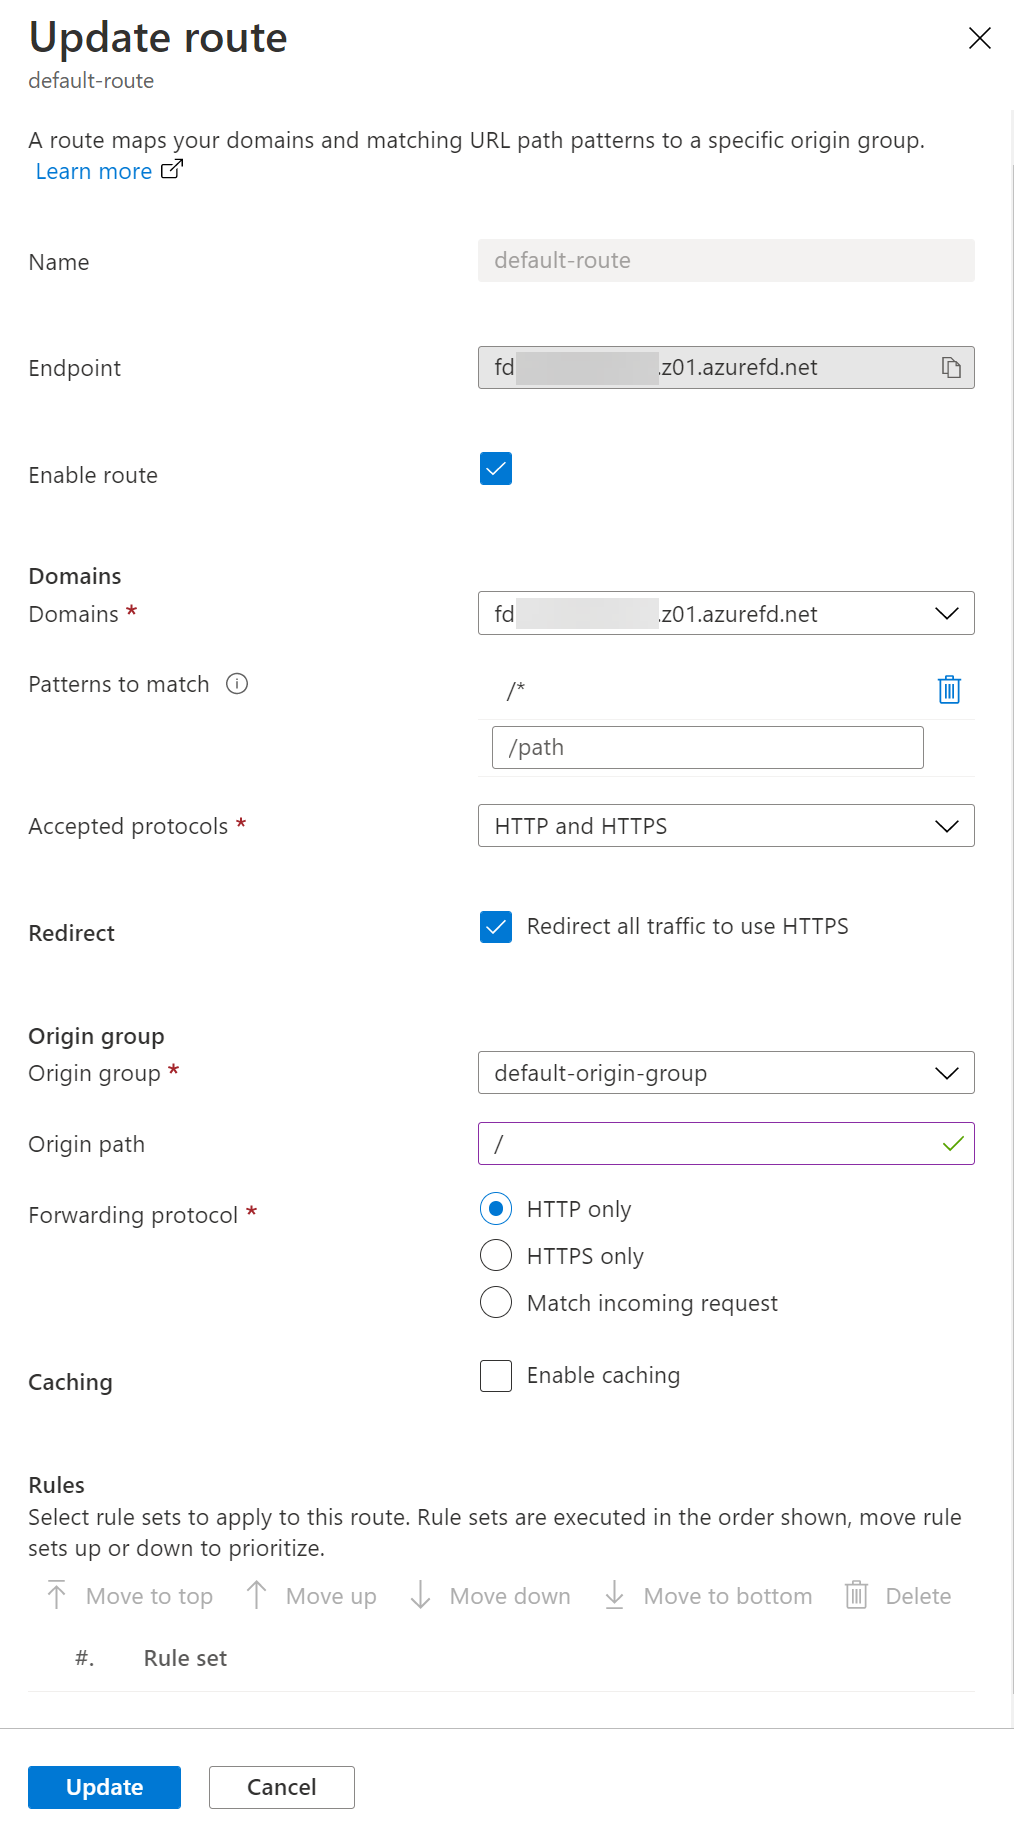 Update route
default-route
A route maps your domains and matching URL path patterns to a specific origin group.
Learn more
Name
default-route
Endpoint
fd .z01.azurefd.net
Enable route
Domains
Domains *
fd .z01.azurefd.net
Patterns to match
/*
/path
Accepted protocols *
HTTP and HTTPS
Redirect
Redirect all traffic to use HTTPS
Origin group
Origin group *
default-origin-group
Origin path
/
Forwarding protocol *
HTTP only
HTTPS only
Match incoming request
Caching
Enable caching
Rules
Select rule sets to apply to this route. Rule sets are executed in the order shown, move rule
sets up or down to prioritize.
Move to top Move up Move down Move to bottom Delete
#. Rule set
Update Cancel